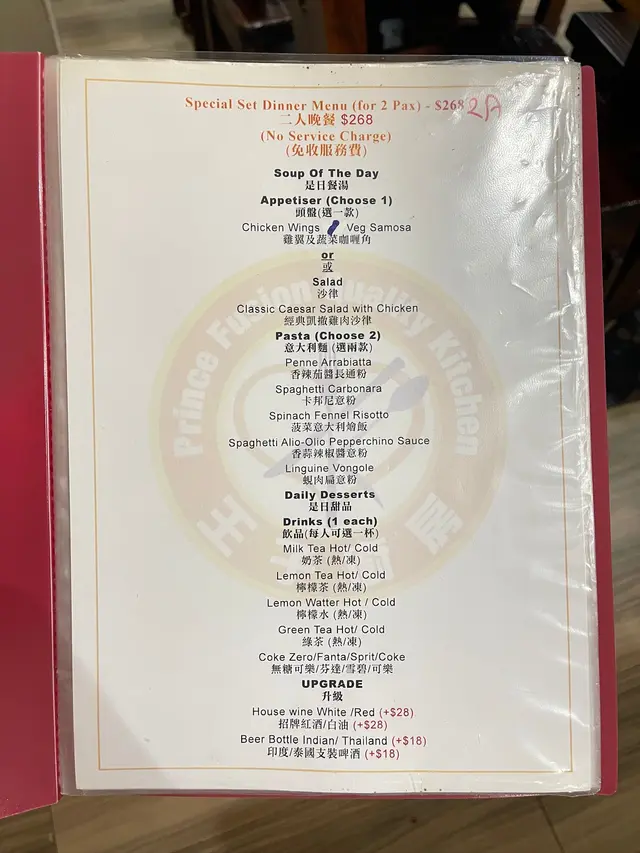 Special Set Dinner Menu (for 2 Pax) - $268 2A
二人晚餐 $268
(No Service Charge)
(免收服務費)
Soup Of The Day
是日餐湯
Appetiser (Choose 1)
頭盤(選一款)
Chicken Wings Veg Samosa
雞翼及蔬菜咖喱角
or
或
Salad
沙律
Classic Caesar Salad with Chicken
經典凱撒雞肉沙律
Pasta (Choose 2)
意大利麵 (選兩款)
Penne Arrabiatta
香辣茄醬長通粉
Spaghetti Carbonara
卡邦尼意粉
Spinach Fennel Risotto
菠菜意大利燴飯
Spaghetti Alio-Olio Pepperchino Sauce
香蒜辣椒醬意粉
Linguine Vongole
蜆肉扁意粉
Daily Desserts
是日甜品
Drinks (1 each)
飲品(每人可選一杯)
Milk Tea Hot/ Cold
奶茶 (熱/凍)
Lemon Tea Hot/ Cold
檸檬茶 (熱/凍)
Lemon Watter Hot / Cold
檸檬水 (熱/凍)
Green Tea Hot/ Cold
綠茶 (熱/凍)
Coke Zero/Fanta/Sprit/Coke
無糖可樂/芬達/雪碧/可樂
UPGRADE
升級
House wine White /Red (+$28)
招牌紅酒/白油 (+$28)
Beer Bottle Indian/ Thailand (+$18)
印度/泰國支裝啤酒 (+$18)
Prince Fusion Quality Kitchen
王